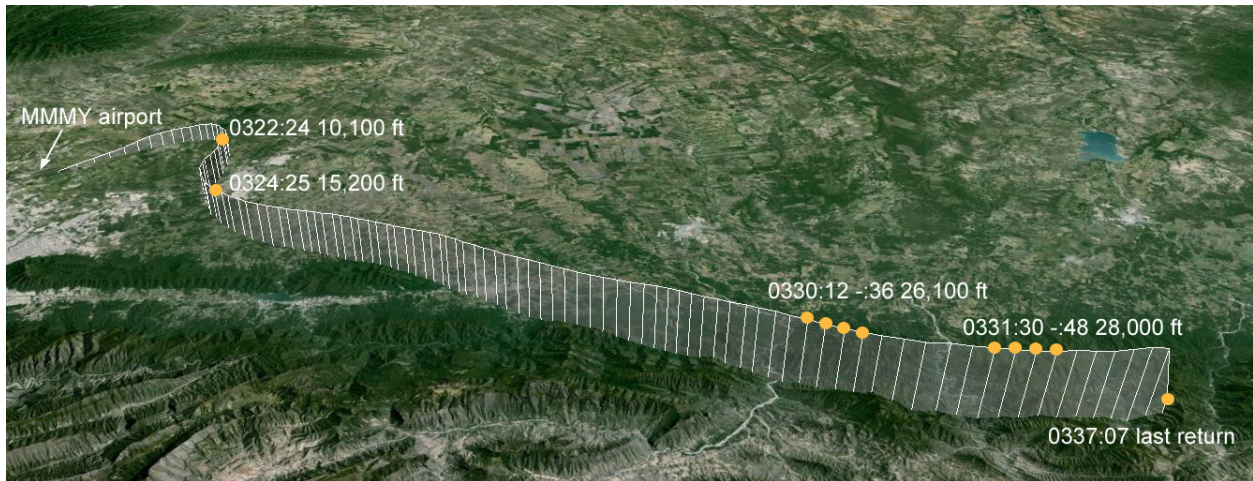 MMMY airport
0322:24 10,100 ft
0324:25 15,200 ft
0330:12 -:36 26,100 ft
0331:30 -:48 28,000 ft
0337:07 last return